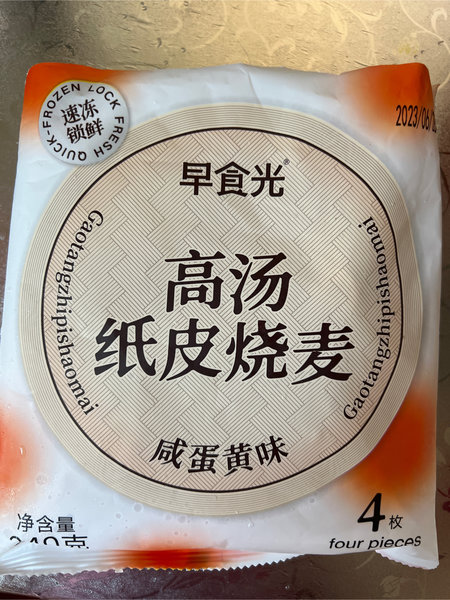 QUICK-FROZEN LOCK FRESH
速冻
锁鲜
2023/06/
早食光®
Gaotangzhipishaomai
高汤
纸皮烧麦
Gaotangzhipishaomai
咸蛋黄味
净含量
4枚
four pieces